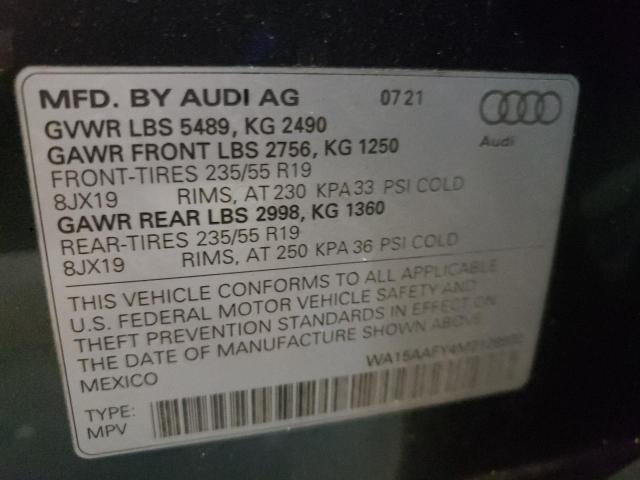 MFD. BY AUDI AG 07 21
GVWR LBS 5489, KG 2490
GAWR FRONT LBS 2756, KG 1250
FRONT-TIRES 235/55 R19
8JX19 RIMS, AT 230 KPA 33 PSI COLD
GAWR REAR LBS 2998, KG 1360
REAR-TIRES 235/55 R19
8JX19 RIMS, AT 250 KPA 36 PSI COLD
Audi
THIS VEHICLE CONFORMS TO ALL APPLICABLE
U.S. FEDERAL MOTOR VEHICLE SAFETY AND
THEFT PREVENTION STANDARDS IN EFFECT ON
THE DATE OF MANUFACTURE SHOWN ABOVE
MEXICO
TYPE:
MPV